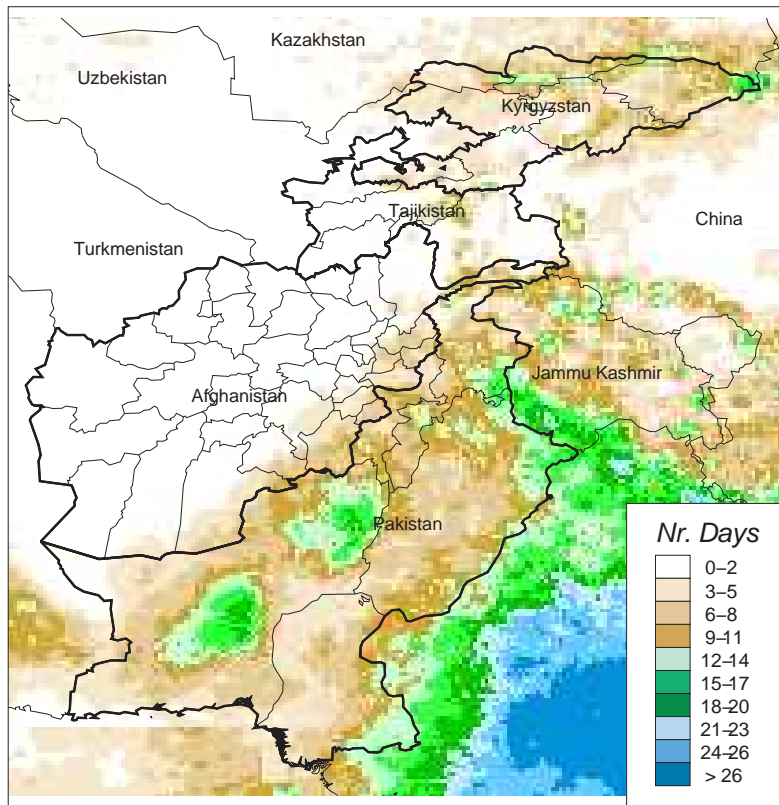 Kazakhstan
Uzbekistan
Kyrgyzstan
Tajikistan
China
Turkmenistan
Jammu Kashmir
Afghanistan
Pakistan
Nr. Days
0–2
3–5
6–8
9–11
12–14
15–17
18–20
21–23
24–26
> 26